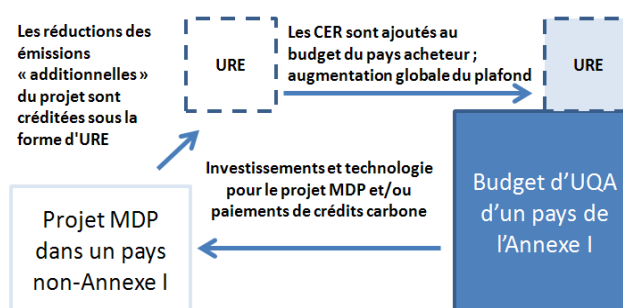 Les réductions des
émissions
« additionnelles »
du projet sont
créditées sous la
forme d'URE
URE
Les CER sont ajoutés au
budget du pays acheteur ;
augmentation globale du plafond
URE
Investissements et technologie
pour le projet MDP et/ou
paiements de crédits carbone
Projet MDP
dans un pays
non-Annexe I
Budget d'UQA
d'un pays de
l'Annexe I